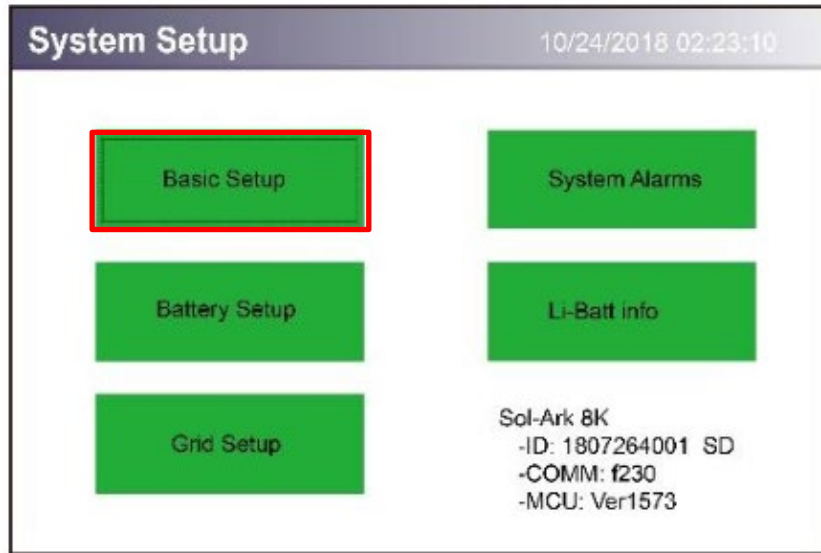 System Setup
10/24/2018 02:23:10
Basic Setup
System Alarms
Battery Setup
Li-Batt info
Grid Setup
Sol-Ark 8K
-ID: 1807264001 SD
-COMM: f230
-MCU: Ver1573